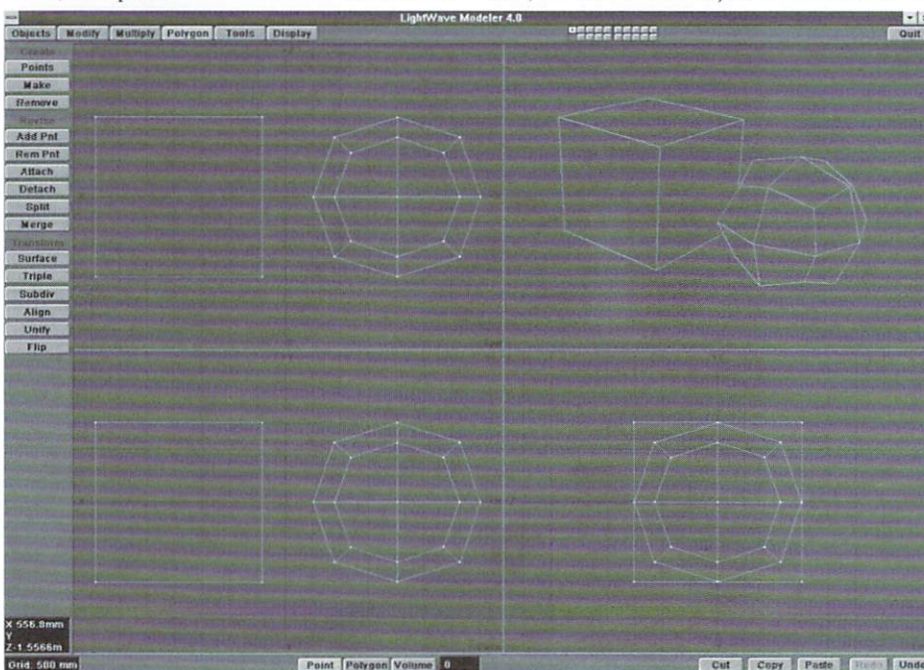 LightWave Modeler 4.0
Objects Modify Multiply Polygon Tools Display Quit
Create
Points
Make
Remove
Revise
Add Pnt
Rem Pnt
Attach
Detach
Split
Merge
Transform
Surface
Triple
Subdiv
Align
Unify
Flip
X 556.8mm
Y
Z-1.5566m
Grid: 500 mm Point Polygon Volume 0 Cut Copy Paste Undo